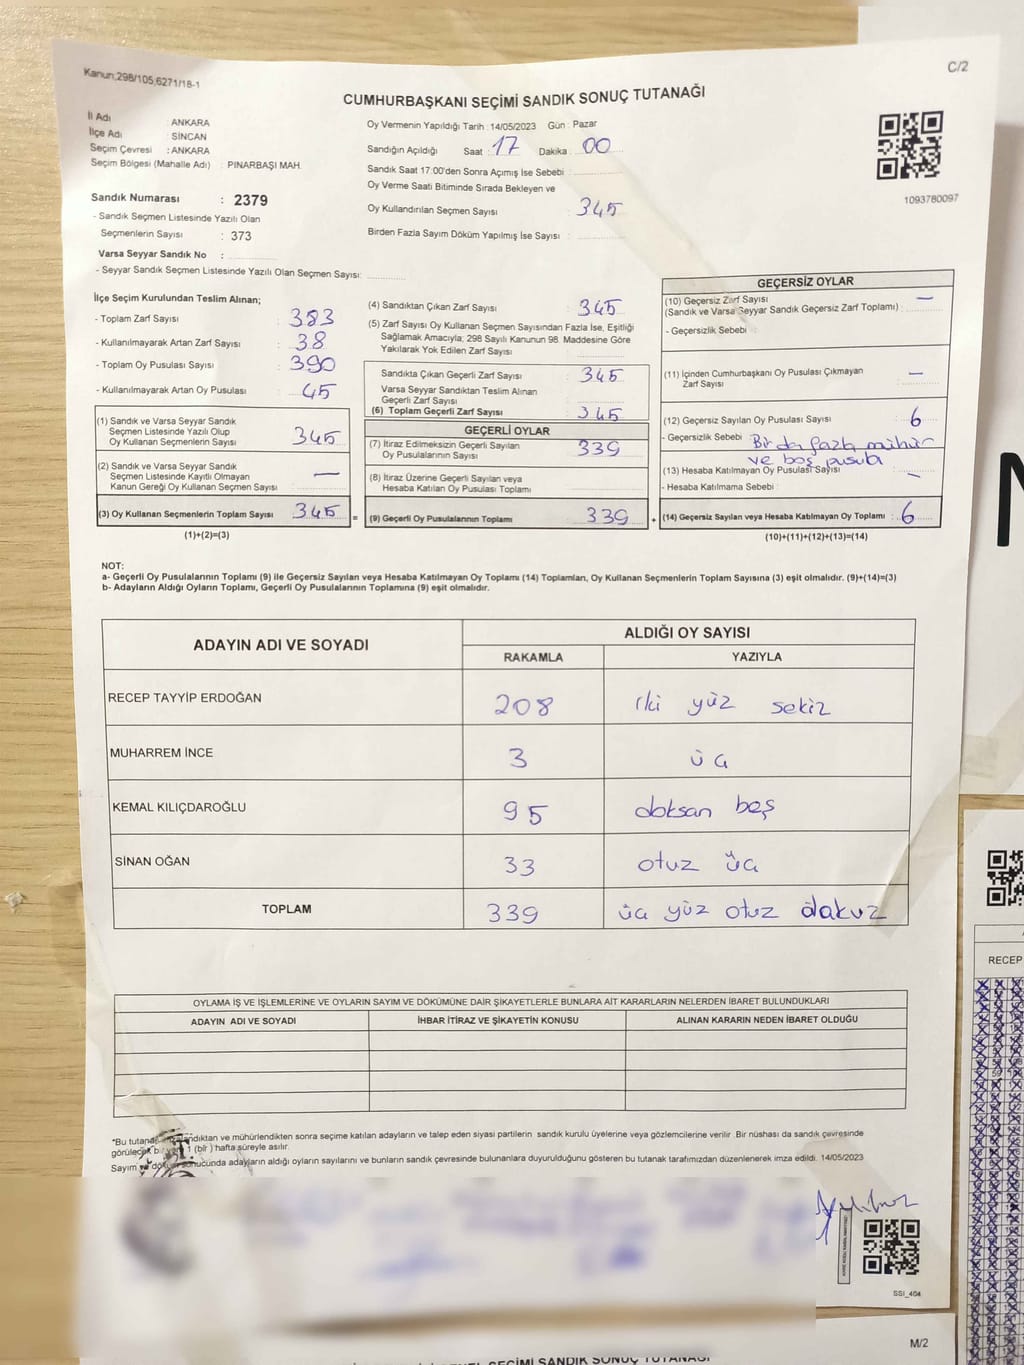 Kanun;298/105;6271/18-1
C/2
CUMHURBAŞKANI SEÇİMİ SANDIK SONUÇ TUTANAĞI
İl Adı : ANKARA
İlçe Adı : SİNCAN
Seçim Çevresi : ANKARA
Seçim Bölgesi (Mahalle Adı) : PINARBAŞI MAH.
Sandık Numarası : 2379
- Sandık Seçmen Listesinde Yazılı Olan
Seçmenlerin Sayısı : 373
Varsa Seyyar Sandık No :
- Seyyar Sandık Seçmen Listesinde Yazılı Olan Seçmen Sayısı:
Oy Vermenin Yapıldığı Tarih : 14/05/2023 Gün : Pazar
Sandığın Açıldığı Saat : 17 Dakika : 00
Sandık Saat 17:00'den Sonra Açımış İse Sebebi :
Oy Verme Saati Bitiminde Sırada Bekleyen ve
Oy Kullandırılan Seçmen Sayısı : 345
Birden Fazla Sayım Döküm Yapılmış İse Sayısı :
1093780097
İlçe Seçim Kurulundan Teslim Alınan;
- Toplam Zarf Sayısı : 383
- Kullanılmayarak Artan Zarf Sayısı : 38
- Toplam Oy Pusulası Sayısı : 390
- Kullanılmayarak Artan Oy Pusulası : 45
(1) Sandık ve Varsa Seyyar Sandık
Seçmen Listesinde Yazılı Olup
Oy Kullanan Seçmenlerin Sayısı : 345
(2) Sandık ve Varsa Seyyar Sandık
Seçmen Listesinde Kayıtlı Olmayan
Kanun Gereği Oy Kullanan Seçmen Sayısı : —
(3) Oy Kullanan Seçmenlerin Toplam Sayısı : 345 =
(1)+(2)=(3)
(4) Sandıktan Çıkan Zarf Sayısı : 345
(5) Zarf Sayısı Oy Kullanan Seçmen Sayısından Fazla İse, Eşitliği
Sağlamak Amacıyla; 298 Sayılı Kanunun 98. Maddesine Göre
Yakılarak Yok Edilen Zarf Sayısı :
Sandıkta Çıkan Geçerli Zarf Sayısı : 345
Varsa Seyyar Sandıktan Teslim Alınan
Geçerli Zarf Sayısı :
(6) Toplam Geçerli Zarf Sayısı : 345
GEÇERLİ OYLAR
(7) İtiraz Edilmeksizin Geçerli Sayılan
Oy Pusulalarının Sayısı : 339
(8) İtiraz Üzerine Geçerli Sayılan veya
Hesaba Katılan Oy Pusulası Toplamı :
(9) Geçerli Oy Pusulalarının Toplamı : 339 +
GEÇERSİZ OYLAR
(10) Geçersiz Zarf Sayısı : —
(Sandık ve Varsa Seyyar Sandık Geçersiz Zarf Toplamı)
- Geçersizlik Sebebi :
(11) İçinden Cumhurbaşkanı Oy Pusulası Çıkmayan
Zarf Sayısı : —
(12) Geçersiz Sayılan Oy Pusulası Sayısı : 6
- Geçersizlik Sebebi : Birda fazla mühür
ve boş pusula
(13) Hesaba Katılmayan Oy Pusulası Sayısı : —
- Hesaba Katılmama Sebebi :
(14) Geçersiz Sayılan veya Hesaba Katılmayan Oy Toplamı : 6
(10)+(11)+(12)+(13)=(14)
NOT:
a- Geçerli Oy Pusulalarının Toplamı (9) ile Geçersiz Sayılan veya Hesaba Katılmayan Oy Toplamı (14) Toplamları, Oy Kullanan Seçmenlerin Toplam Sayısına (3) eşit olmalıdır. (9)+(14)=(3)
b- Adayların Aldığı Oyların Toplamı, Geçerli Oy Pusulalarının Toplamına (9) eşit olmalıdır.
ADAYIN ADI VE SOYADI
ALDIĞI OY SAYISI
RAKAMLA YAZIYLA
RECEP TAYYİP ERDOĞAN 208 iki yüz sekiz
MUHARREM İNCE 3 üç
KEMAL KILIÇDAROĞLU 95 doksan beş
SİNAN OĞAN 33 otuz üç
TOPLAM 339 üç yüz otuz dokuz
OYLAMA İŞ VE İŞLEMLERİNE VE OYLARIN SAYIM VE DÖKÜMÜNE DAİR ŞİKAYETLERLE BUNLARA AİT KARARLARIN NELERDEN İBARET BULUNDUKLARI
ADAYIN ADI VE SOYADI İHBAR İTİRAZ VE ŞİKAYETİN KONUSU ALINAN KARARIN NEDEN İBARET OLDUĞU
*Bu tutanak imzalandıktan ve mühürlendikten sonra seçime katılan adayların ve talep eden siyasi partilerin sandık kurulu üyelerine veya gözlemcilerine verilir .Bir nüshası da sandık çevresinde
görülecek bir yere 1 (bir ) hafta süreyle asılır.
Sayım ve döküm sonucunda adayların aldığı oyların sayılarını ve bunların sandık çevresinde bulunanlara duyurulduğunu gösteren bu tutanak tarafımızdan düzenlenerek imza edildi. 14/05/2023
SSI_404
M/2
SEÇİMİ SANDIK SONUÇ TUTANAĞI
RECEP